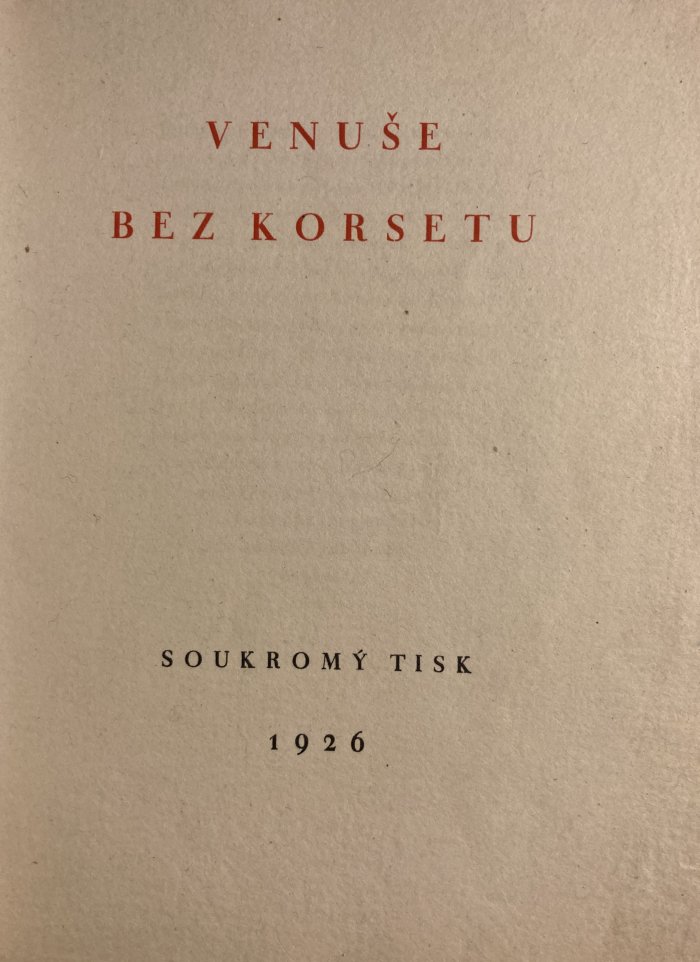 VENUŠE
BEZ KORSETU
SOUKROMÝ TISK
1926